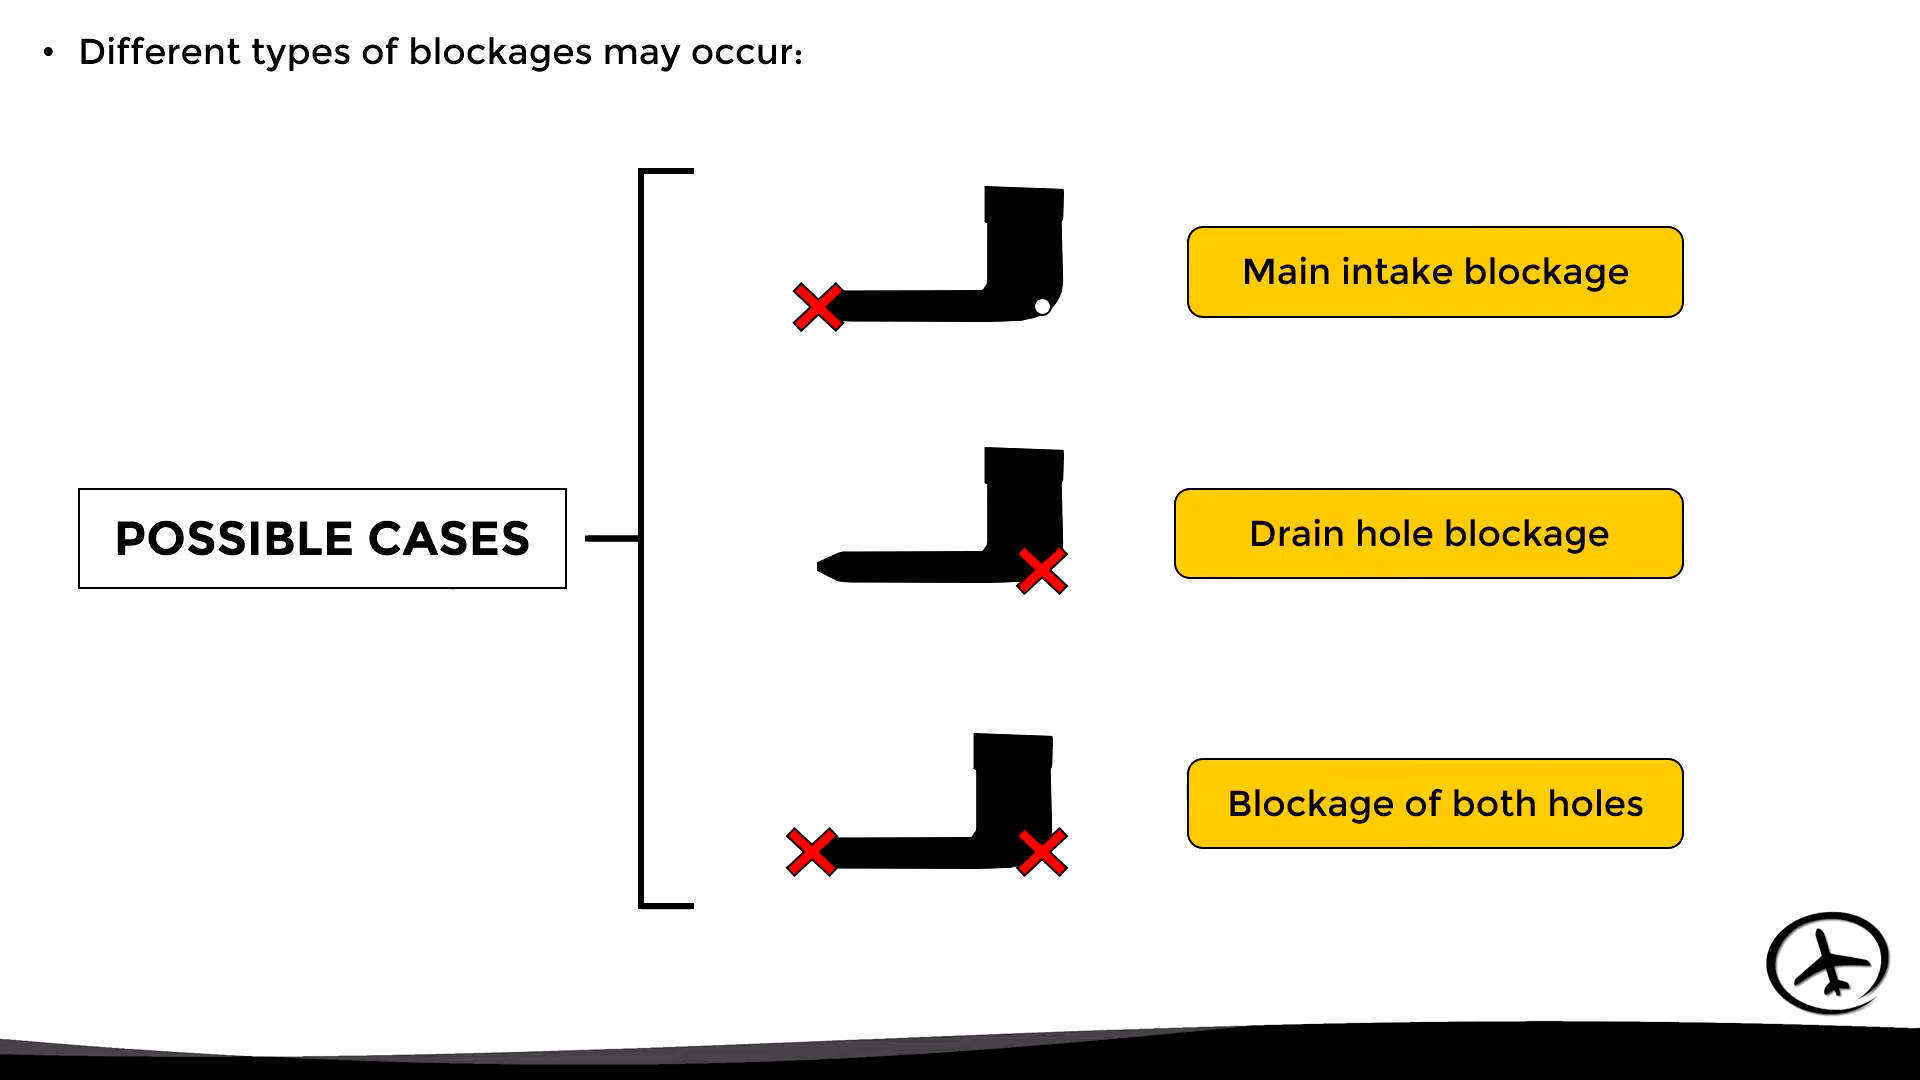 • Different types of blockages may occur:
Main intake blockage
POSSIBLE CASES
Drain hole blockage
Blockage of both holes